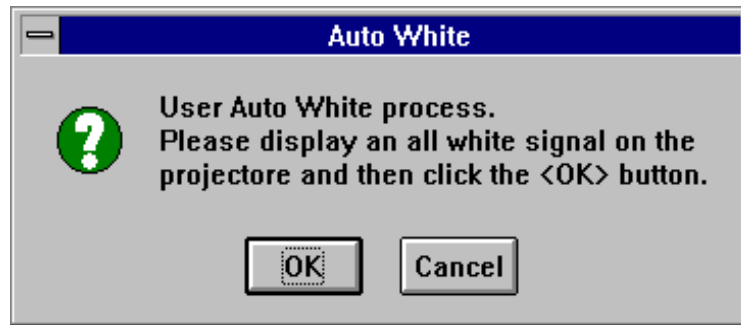 Auto White
User Auto White process.
Please display an all white signal on the
projectore and then click the <OK> button.
OK
Cancel